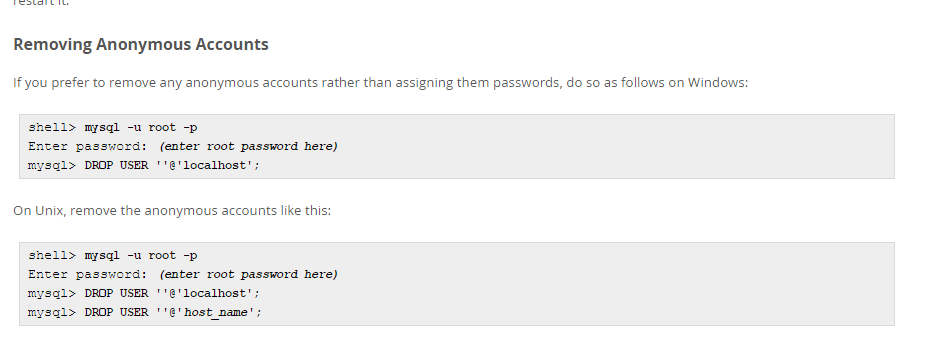 restart it.
Removing Anonymous Accounts
If you prefer to remove any anonymous accounts rather than assigning them passwords, do so as follows on Windows:
shell> mysql -u root -p
Enter password: (enter root password here)
mysql> DROP USER ''@'localhost';
On Unix, remove the anonymous accounts like this:
shell> mysql -u root -p
Enter password: (enter root password here)
mysql> DROP USER ''@'localhost';
mysql> DROP USER ''@'host_name';